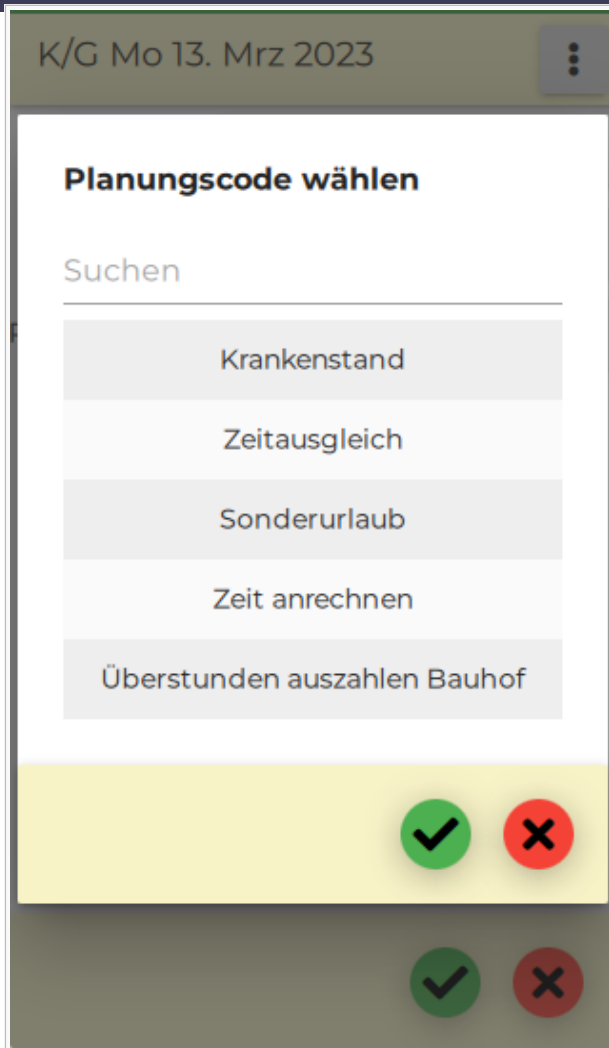 K/G Mo 13. Mrz 2023
Planungscode wählen
Suchen
Krankenstand
Zeitausgleich
Sonderurlaub
Zeit anrechnen
Überstunden auszahlen Bauhof